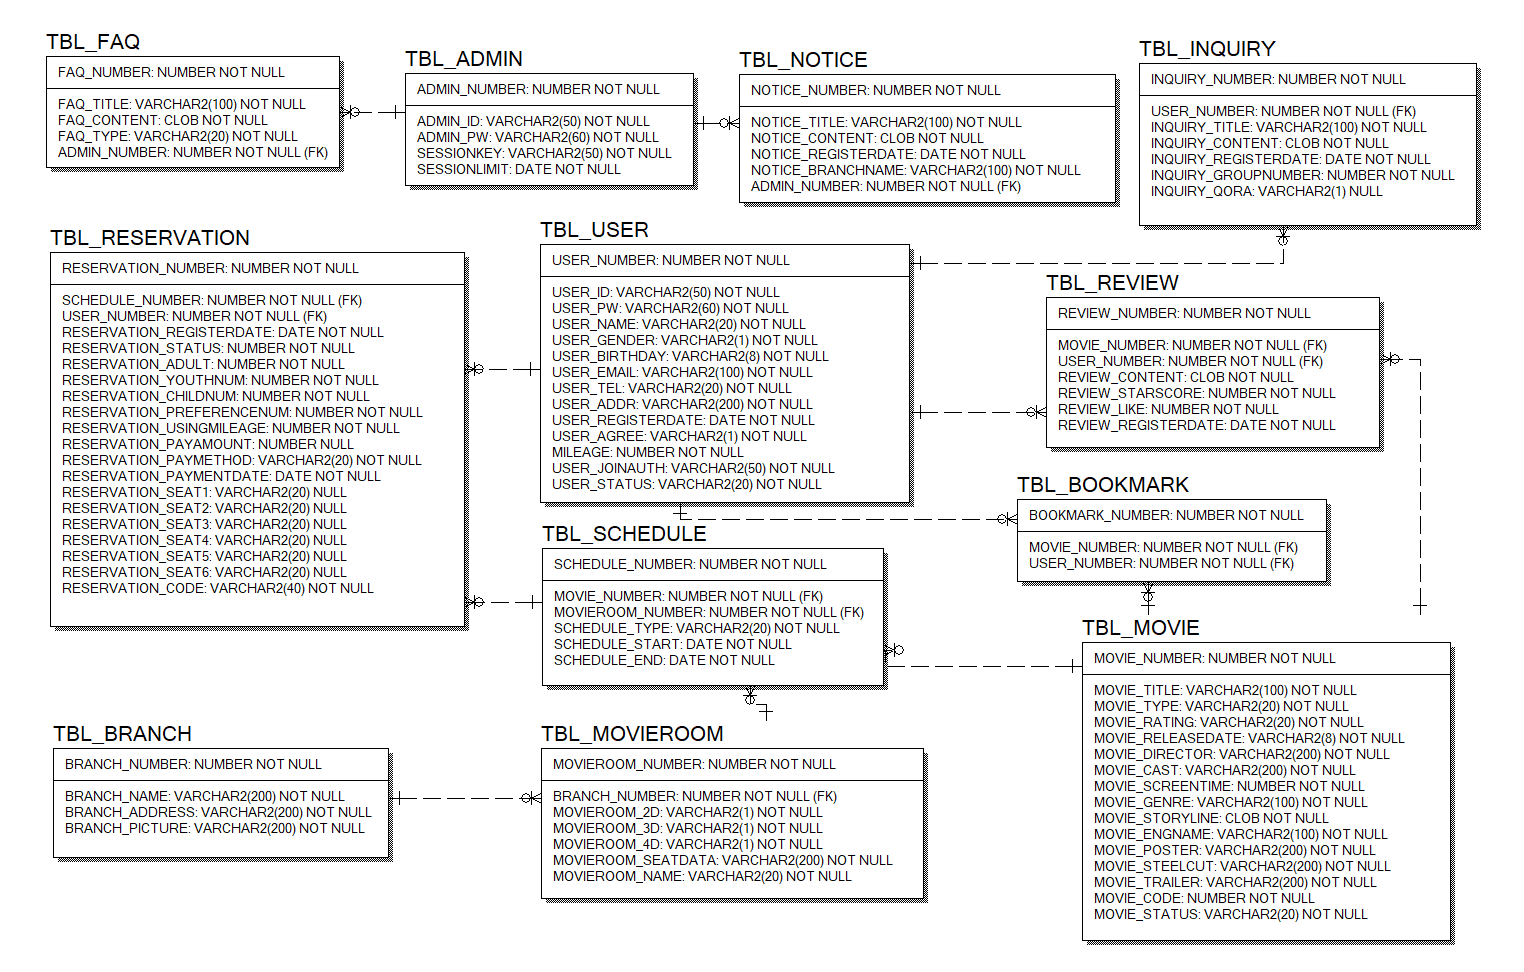 TBL_FAQ
FAQ_NUMBER: NUMBER NOT NULL
FAQ_TITLE: VARCHAR2(100) NOT NULL
FAQ_CONTENT: CLOB NOT NULL
FAQ_TYPE: VARCHAR2(20) NOT NULL
ADMIN_NUMBER: NUMBER NOT NULL (FK)
TBL_ADMIN
ADMIN_NUMBER: NUMBER NOT NULL
ADMIN_ID: VARCHAR2(50) NOT NULL
ADMIN_PW: VARCHAR2(60) NOT NULL
SESSIONKEY: VARCHAR2(50) NOT NULL
SESSIONLIMIT: DATE NOT NULL
TBL_NOTICE
NOTICE_NUMBER: NUMBER NOT NULL
NOTICE_TITLE: VARCHAR2(100) NOT NULL
NOTICE_CONTENT: CLOB NOT NULL
NOTICE_REGISTERDATE: DATE NOT NULL
NOTICE_BRANCHNAME: VARCHAR2(100) NOT NULL
ADMIN_NUMBER: NUMBER NOT NULL (FK)
TBL_INQUIRY
INQUIRY_NUMBER: NUMBER NOT NULL
USER_NUMBER: NUMBER NOT NULL (FK)
INQUIRY_TITLE: VARCHAR2(100) NOT NULL
INQUIRY_CONTENT: CLOB NOT NULL
INQUIRY_REGISTERDATE: DATE NOT NULL
INQUIRY_GROUPNUMBER: NUMBER NOT NULL
INQUIRY_QORA: VARCHAR2(1) NULL
TBL_RESERVATION
RESERVATION_NUMBER: NUMBER NOT NULL
SCHEDULE_NUMBER: NUMBER NOT NULL (FK)
USER_NUMBER: NUMBER NOT NULL (FK)
RESERVATION_REGISTERDATE: DATE NOT NULL
RESERVATION_STATUS: NUMBER NOT NULL
RESERVATION_ADULT: NUMBER NOT NULL
RESERVATION_YOUTHNUM: NUMBER NOT NULL
RESERVATION_CHILDNUM: NUMBER NOT NULL
RESERVATION_PREFERENCENUM: NUMBER NOT NULL
RESERVATION_USINGMILEAGE: NUMBER NOT NULL
RESERVATION_PAYAMOUNT: NUMBER NULL
RESERVATION_PAYMETHOD: VARCHAR2(20) NOT NULL
RESERVATION_PAYMENTDATE: DATE NOT NULL
RESERVATION_SEAT1: VARCHAR2(20) NULL
RESERVATION_SEAT2: VARCHAR2(20) NULL
RESERVATION_SEAT3: VARCHAR2(20) NULL
RESERVATION_SEAT4: VARCHAR2(20) NULL
RESERVATION_SEAT5: VARCHAR2(20) NULL
RESERVATION_SEAT6: VARCHAR2(20) NULL
RESERVATION_CODE: VARCHAR2(40) NOT NULL
TBL_USER
USER_NUMBER: NUMBER NOT NULL
USER_ID: VARCHAR2(50) NOT NULL
USER_PW: VARCHAR2(60) NOT NULL
USER_NAME: VARCHAR2(20) NOT NULL
USER_GENDER: VARCHAR2(1) NOT NULL
USER_BIRTHDAY: VARCHAR2(8) NOT NULL
USER_EMAIL: VARCHAR2(100) NOT NULL
USER_TEL: VARCHAR2(20) NOT NULL
USER_ADDR: VARCHAR2(200) NOT NULL
USER_REGISTERDATE: DATE NOT NULL
USER_AGREE: VARCHAR2(1) NOT NULL
MILEAGE: NUMBER NOT NULL
USER_JOINAUTH: VARCHAR2(50) NOT NULL
USER_STATUS: VARCHAR2(20) NOT NULL
TBL_REVIEW
REVIEW_NUMBER: NUMBER NOT NULL
MOVIE_NUMBER: NUMBER NOT NULL (FK)
USER_NUMBER: NUMBER NOT NULL (FK)
REVIEW_CONTENT: CLOB NOT NULL
REVIEW_STARSCORE: NUMBER NOT NULL
REVIEW_LIKE: NUMBER NOT NULL
REVIEW_REGISTERDATE: DATE NOT NULL
TBL_BOOKMARK
BOOKMARK_NUMBER: NUMBER NOT NULL
MOVIE_NUMBER: NUMBER NOT NULL (FK)
USER_NUMBER: NUMBER NOT NULL (FK)
TBL_SCHEDULE
SCHEDULE_NUMBER: NUMBER NOT NULL
MOVIE_NUMBER: NUMBER NOT NULL (FK)
MOVIEROOM_NUMBER: NUMBER NOT NULL (FK)
SCHEDULE_TYPE: VARCHAR2(20) NOT NULL
SCHEDULE_START: DATE NOT NULL
SCHEDULE_END: DATE NOT NULL
TBL_MOVIE
MOVIE_NUMBER: NUMBER NOT NULL
MOVIE_TITLE: VARCHAR2(100) NOT NULL
MOVIE_TYPE: VARCHAR2(20) NOT NULL
MOVIE_RATING: VARCHAR2(20) NOT NULL
MOVIE_RELEASEDATE: VARCHAR2(8) NOT NULL
MOVIE_DIRECTOR: VARCHAR2(200) NOT NULL
MOVIE_CAST: VARCHAR2(200) NOT NULL
MOVIE_SCREENTIME: NUMBER NOT NULL
MOVIE_GENRE: VARCHAR2(100) NOT NULL
MOVIE_STORYLINE: CLOB NOT NULL
MOVIE_ENGNAME: VARCHAR2(100) NOT NULL
MOVIE_POSTER: VARCHAR2(200) NOT NULL
MOVIE_STEELCUT: VARCHAR2(200) NOT NULL
MOVIE_TRAILER: VARCHAR2(200) NOT NULL
MOVIE_CODE: NUMBER NOT NULL
MOVIE_STATUS: VARCHAR2(20) NOT NULL
TBL_BRANCH
BRANCH_NUMBER: NUMBER NOT NULL
BRANCH_NAME: VARCHAR2(200) NOT NULL
BRANCH_ADDRESS: VARCHAR2(200) NOT NULL
BRANCH_PICTURE: VARCHAR2(200) NOT NULL
TBL_MOVIEROOM
MOVIEROOM_NUMBER: NUMBER NOT NULL
BRANCH_NUMBER: NUMBER NOT NULL (FK)
MOVIEROOM_2D: VARCHAR2(1) NOT NULL
MOVIEROOM_3D: VARCHAR2(1) NOT NULL
MOVIEROOM_4D: VARCHAR2(1) NOT NULL
MOVIEROOM_SEATDATA: VARCHAR2(200) NOT NULL
MOVIEROOM_NAME: VARCHAR2(20) NOT NULL